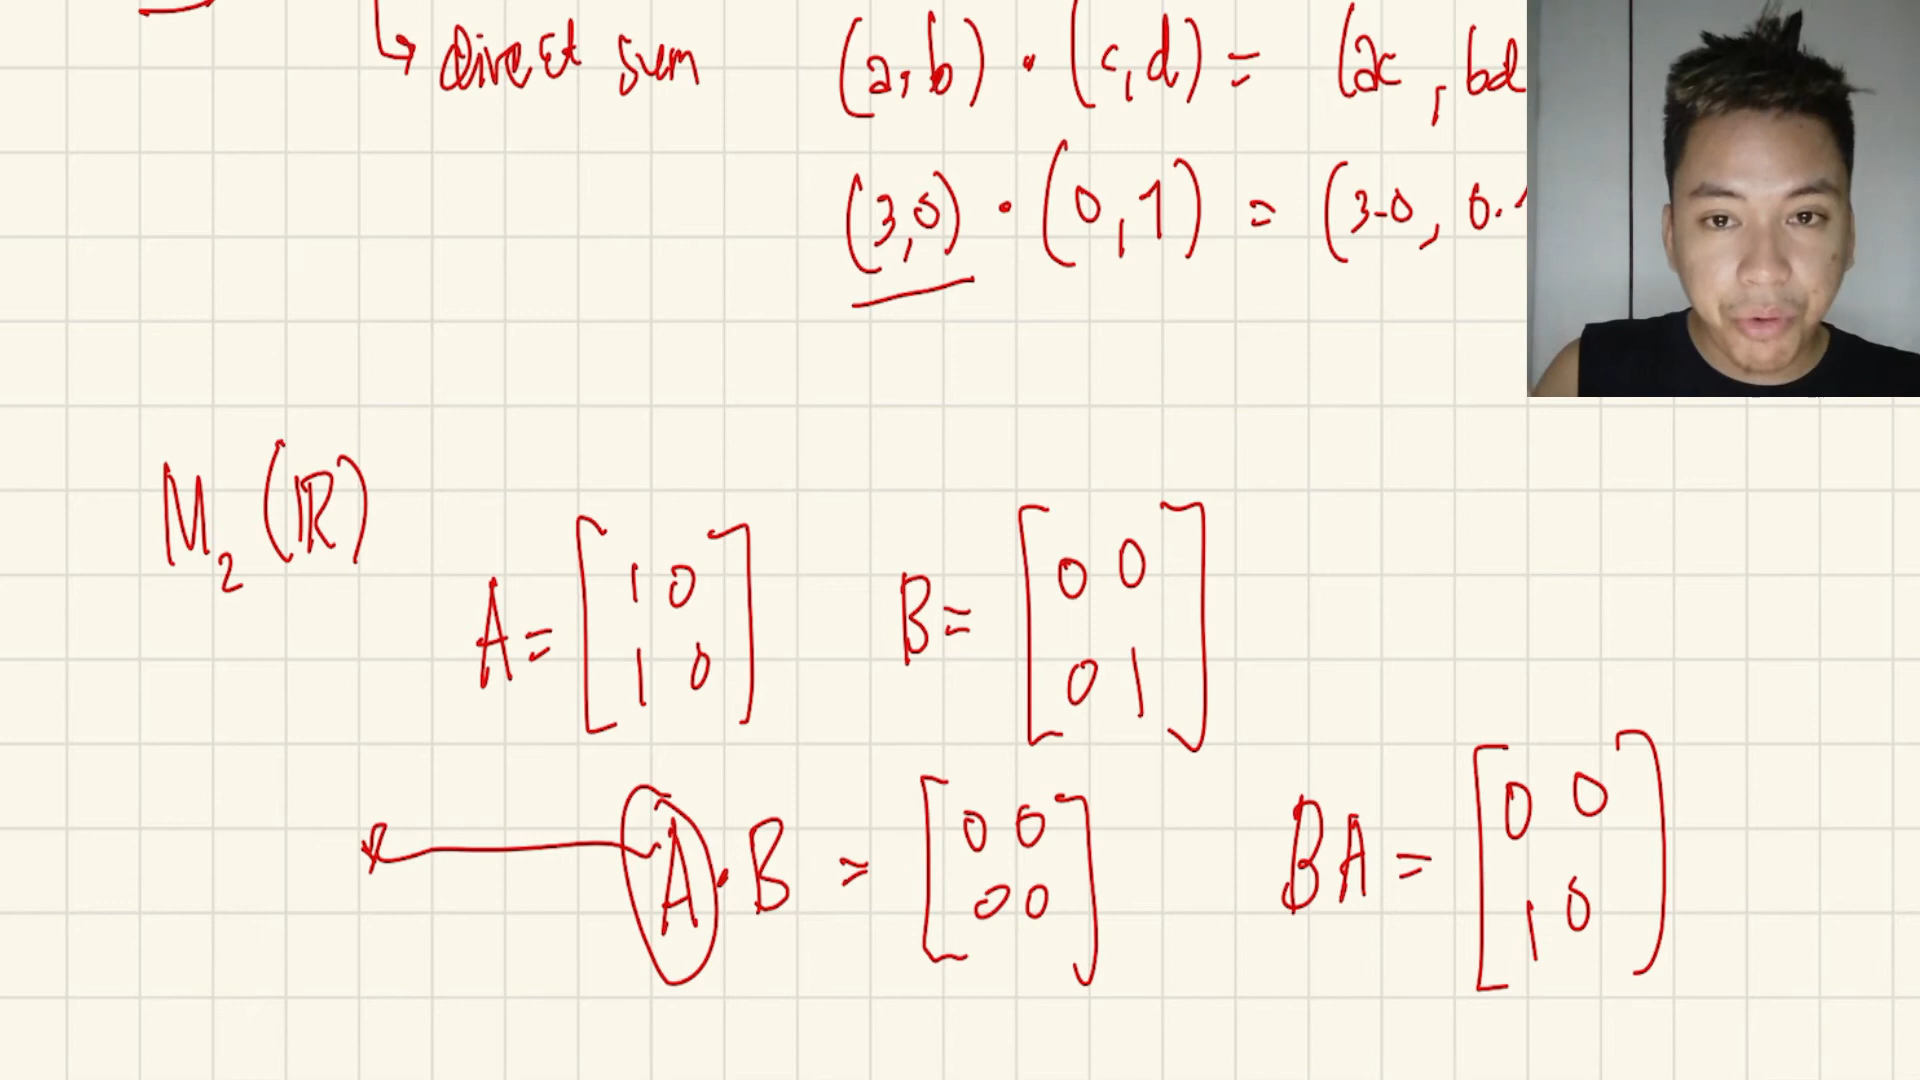 ↳ direct sum (a,b) · (c,d) = (ac, bd
(3,0) · (0,1) = (3·0, 0·1
M₂(ℝ)
A = [1 0; 1 0] B = [0 0; 0 1]
A · B = [0 0; 0 0] BA = [0 0; 1 0]